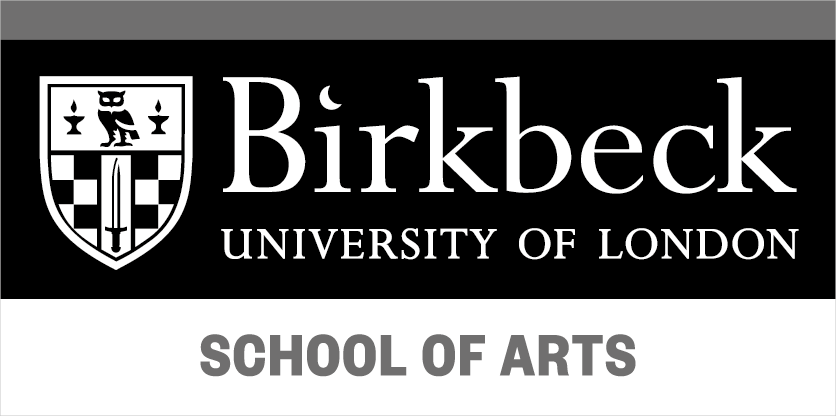 Birkbeck
UNIVERSITY OF LONDON
SCHOOL OF ARTS